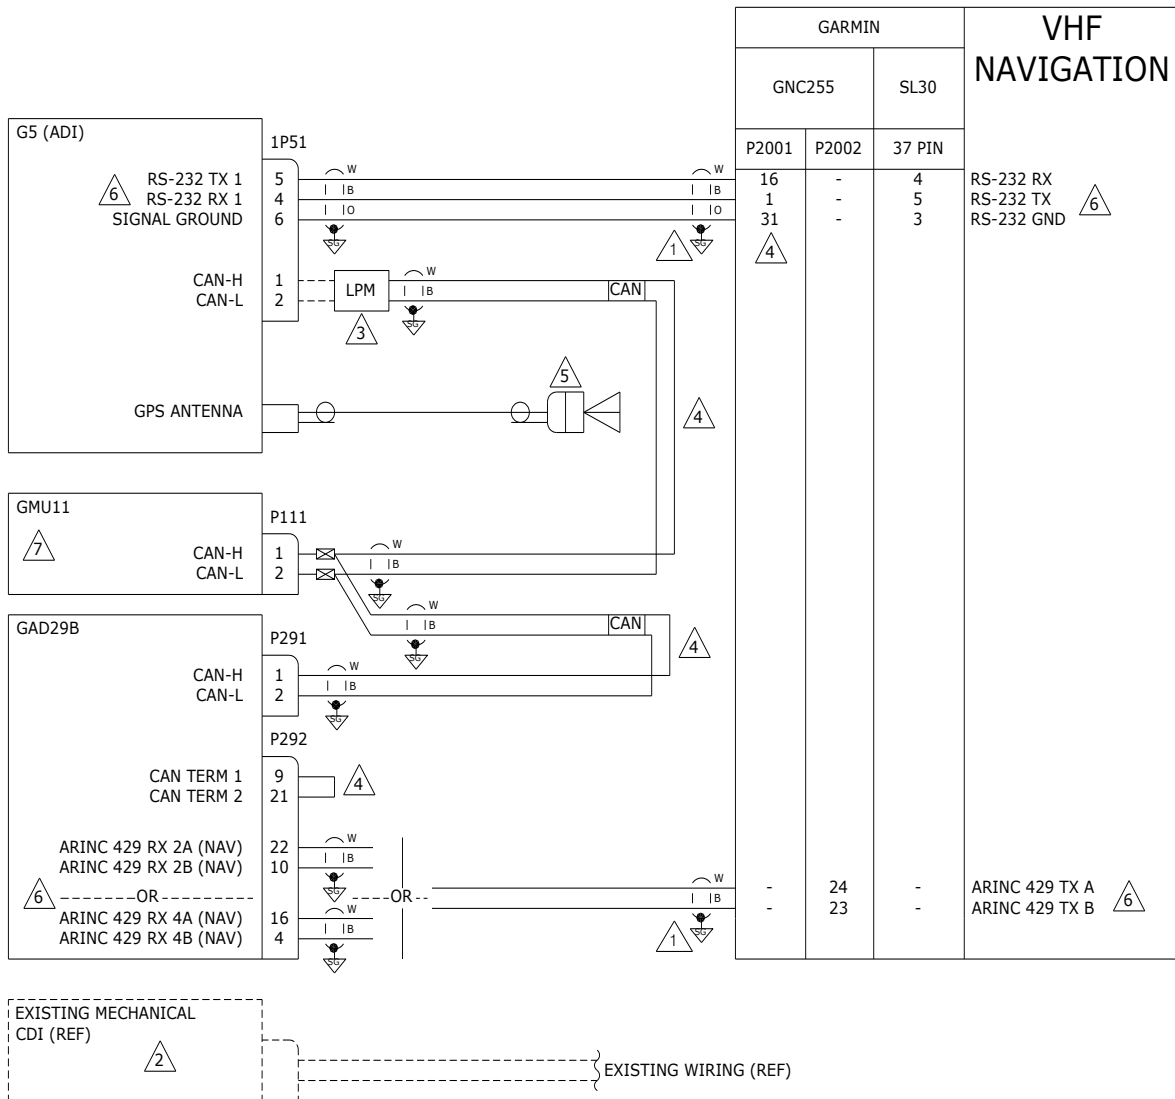 GARMIN
VHF
NAVIGATION
GNC255
SL30
P2001 P2002 37 PIN
G5 (ADI)
1P51
6 RS-232 TX 1 5 W W 16 - 4 RS-232 RX
RS-232 RX 1 4 B B 1 - 5 RS-232 TX 6
SIGNAL GROUND 6 O O 31 - 3 RS-232 GND
SG 1 SG 4
CAN-H 1 LPM W CAN
CAN-L 2 B
SG
3
5
GPS ANTENNA
4
GMU11
P111
7
CAN-H 1 W
CAN-L 2 B
SG
GAD29B
W
B CAN
P291
SG 4
CAN-H 1 W
CAN-L 2 B
SG
P292
CAN TERM 1 9 4
CAN TERM 2 21
ARINC 429 RX 2A (NAV) 22 W
ARINC 429 RX 2B (NAV) 10 B
SG
6 OR OR W - 24 - ARINC 429 TX A 6
B - 23 - ARINC 429 TX B
1 SG
ARINC 429 RX 4A (NAV) 16 W
ARINC 429 RX 4B (NAV) 4 B
SG
EXISTING MECHANICAL
CDI (REF)
2
EXISTING WIRING (REF)